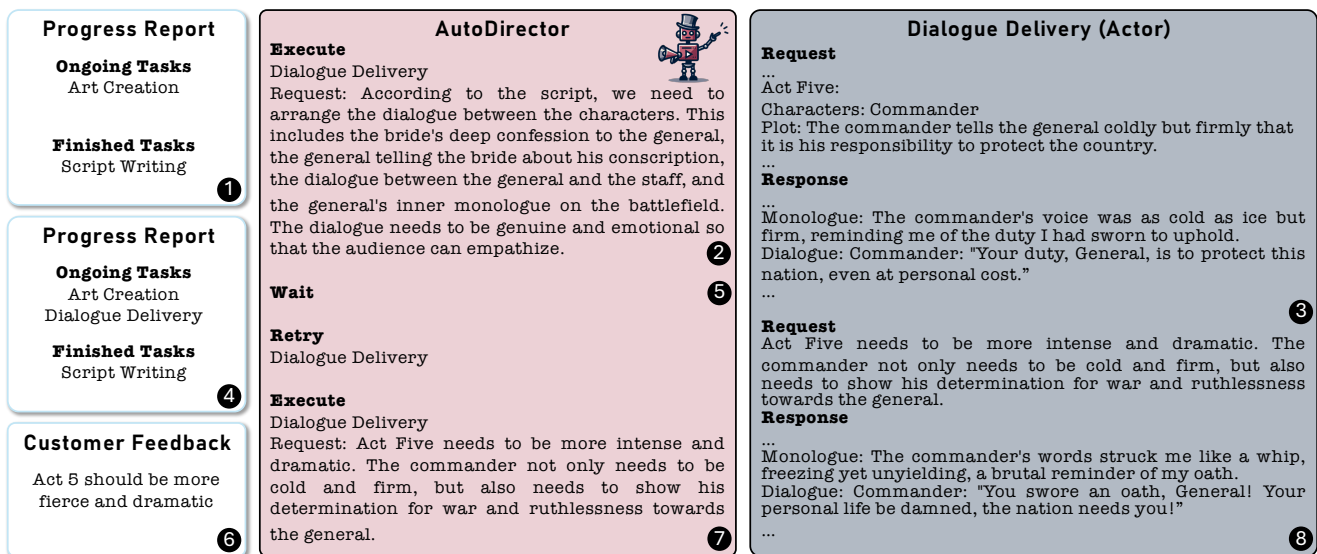 Progress Report
Ongoing Tasks
Art Creation
Finished Tasks
Script Writing
1
AutoDirector
Execute
Dialogue Delivery
Request: According to the script, we need to
arrange the dialogue between the characters. This
includes the bride's deep confession to the general,
the general telling the bride about his conscription,
the dialogue between the general and the staff, and
the general's inner monologue on the battlefield.
The dialogue needs to be genuine and emotional so
that the audience can empathize.
2
Dialogue Delivery (Actor)
Request
...
Act Five:
Characters: Commander
Plot: The commander tells the general coldly but firmly that
it is his responsibility to protect the country.
...
Response
...
Monologue: The commander's voice was as cold as ice but
firm, reminding me of the duty I had sworn to uphold.
Dialogue: Commander: "Your duty, General, is to protect this
nation, even at personal cost.”
...
3
Progress Report
Ongoing Tasks
Art Creation
Dialogue Delivery
Finished Tasks
Script Writing
4
Wait
5
Customer Feedback
Act 5 should be more
fierce and dramatic
6
Retry
Dialogue Delivery
Execute
Dialogue Delivery
Request: Act Five needs to be more intense and
dramatic. The commander not only needs to be
cold and firm, but also needs to show his
determination for war and ruthlessness towards
the general.
7
Request
Act Five needs to be more intense and dramatic. The
commander not only needs to be cold and firm, but also
needs to show his determination for war and ruthlessness
towards the general.
Response
...
Monologue: The commander's words struck me like a whip,
freezing yet unyielding, a brutal reminder of my oath.
Dialogue: Commander: "You swore an oath, General! Your
personal life be damned, the nation needs you!”
...
8